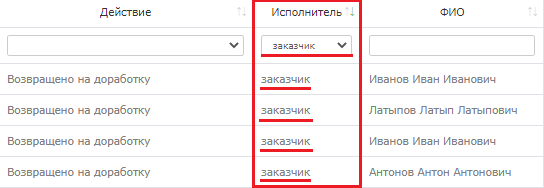 Действие Исполнитель ФИО
заказчик
Возвращено на доработку заказчик Иванов Иван Иванович
Возвращено на доработку заказчик Латыпов Латып Латыпович
Возвращено на доработку заказчик Иванов Иван Иванович
Возвращено на доработку заказчик Антонов Антон Антонович